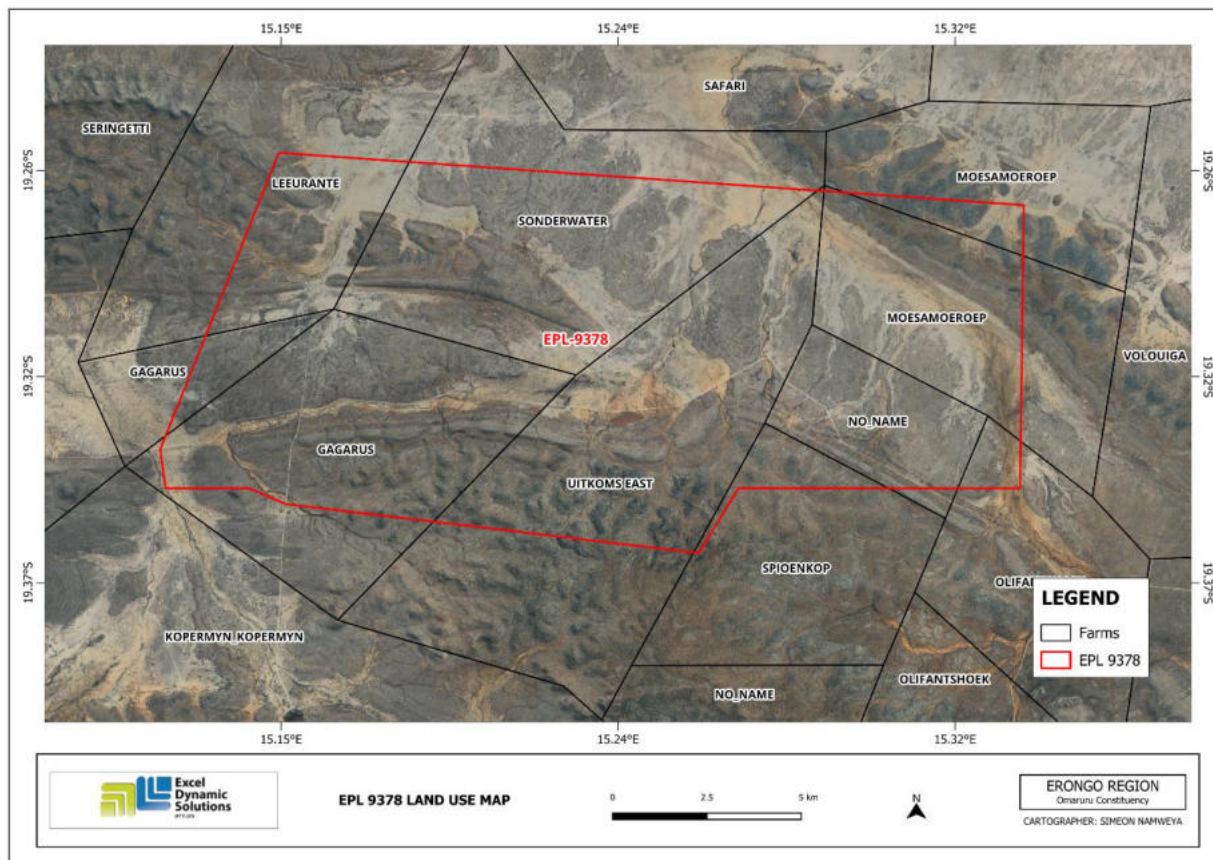 15.15°E
15.24°E
15.32°E
SAFARI
SERINGETTI
19.26°S
19.26°S
LEEURANTE
MOESAMOEROEP
SONDERWATER
MOESAMOEROEP
EPL-9378
VOLOUIGA
19.32°S
19.32°S
GAGARUS
NO_NAME
GAGARUS
UITKOMS EAST
SPIOENKOP
19.37°S
19.37°S
LEGEND
Farms
EPL 9378
KOPERMYN_KOPERMYN
OLIFANTSHOEK
NO_NAME
15.15°E
15.24°E
15.32°E
Excel
Dynamic
Solutions
EPL 9378 LAND USE MAP
0
2.5
5 km
N
ERONGO REGION
Omaruru Constituency
CARTOGRAPHER: SIMEON NAMWEYA